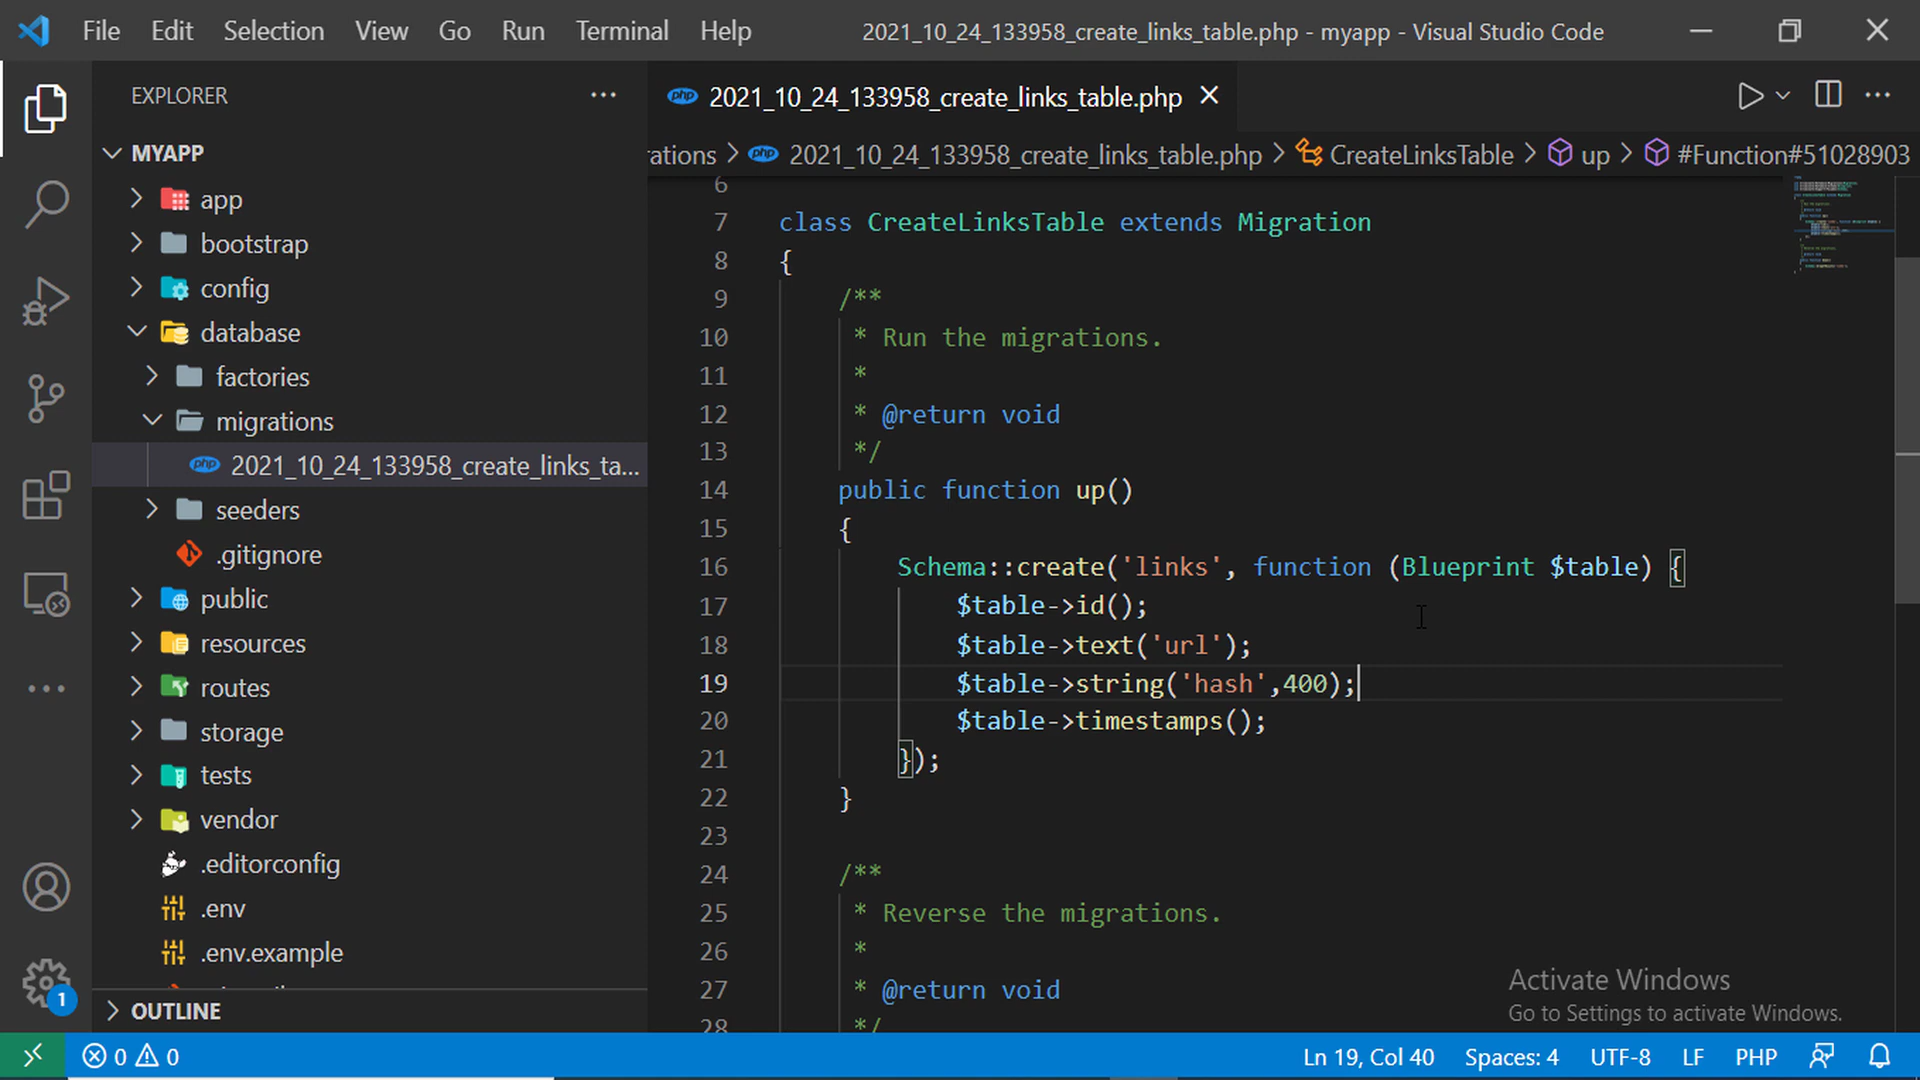 File Edit Selection View Go Run Terminal Help 2021_10_24_133958_create_links_table.php - myapp - Visual Studio Code
EXPLORER
MYAPP
app
bootstrap
config
database
factories
migrations
2021_10_24_133958_create_links_ta...
seeders
.gitignore
public
resources
routes
storage
tests
vendor
.editorconfig
.env
.env.example
OUTLINE
1
php 2021_10_24_133958_create_links_table.php
rations > php 2021_10_24_133958_create_links_table.php > CreateLinksTable > up > #Function#51028903
6
7 class CreateLinksTable extends Migration
8 {
9 /**
10 * Run the migrations.
11 *
12 * @return void
13 */
14 public function up()
15 {
16 Schema::create('links', function (Blueprint $table) {
17 $table->id();
18 $table->text('url');
19 $table->string('hash',400);
20 $table->timestamps();
21 });
22 }
23
24 /**
25 * Reverse the migrations.
26 *
27 * @return void
28 */
Activate Windows
Go to Settings to activate Windows.
0 0 Ln 19, Col 40 Spaces: 4 UTF-8 LF PHP